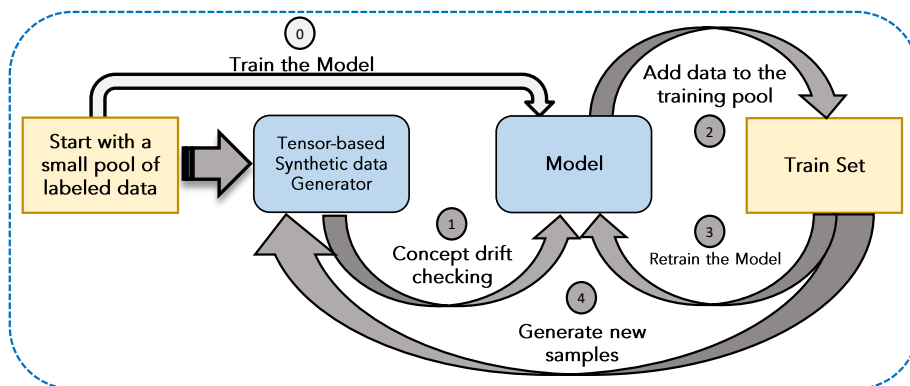 0
Train the Model
Start with a
small pool of
labeled data
Tensor-based
Synthetic data
Generator
Model
Add data to the
training pool
2
Train Set
1
Concept drift
checking
3
Retrain the Model
4
Generate new
samples